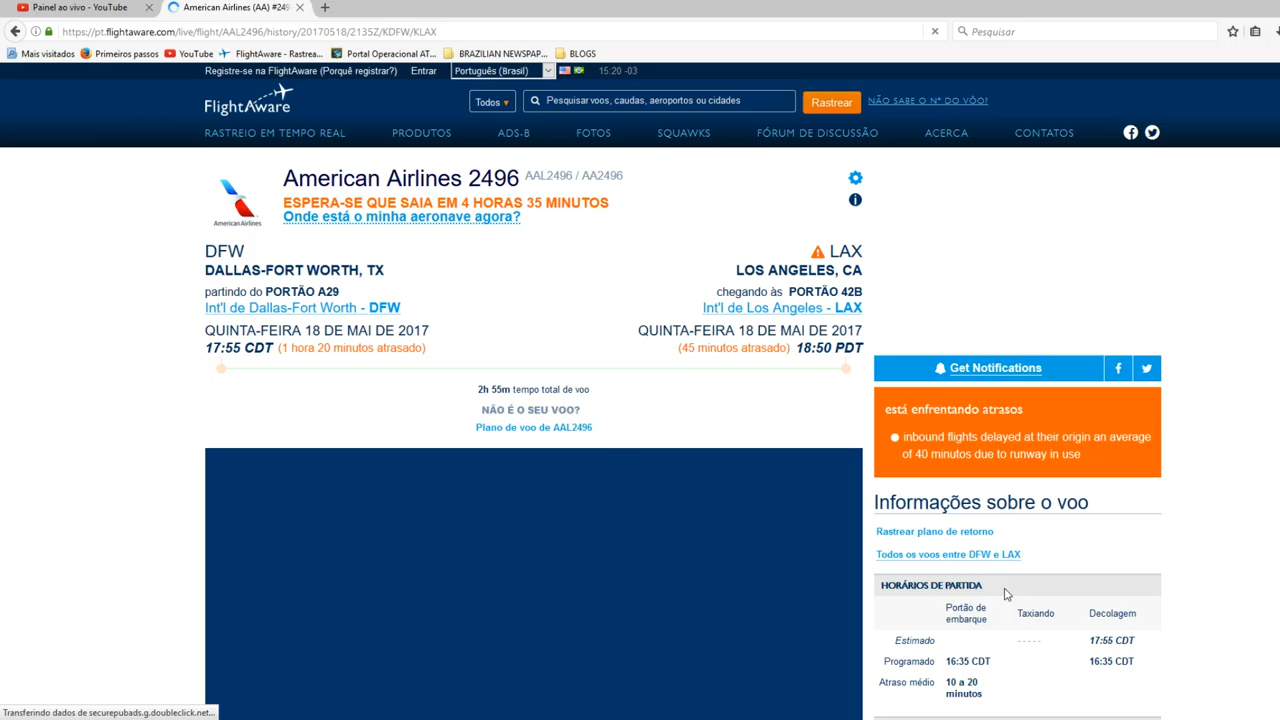 Painel ao vivo - YouTube
American Airlines (AA) #249
https://pt.flightaware.com/live/flight/AAL2496/history/20170518/2135Z/KDFW/KLAX
Pesquisar
Mais visitados
Primeiros passos
YouTube
FlightAware - Rastrea...
Portal Operacional AT...
BRAZILIAN NEWSPAP...
BLOGS
Registre-se na FlightAware (Porquê registrar?)
Entrar
Português (Brasil)
15:20 -03
FlightAware
Todos
Pesquisar voos, caudas, aeroportos ou cidades
Rastrear
NÃO SABE O Nº DO VÔO?
RASTREIO EM TEMPO REAL
PRODUTOS
ADS-B
FOTOS
SQUAWKS
FÓRUM DE DISCUSSÃO
ACERCA
CONTATOS
American Airlines
American Airlines 2496 AAL2496 / AA2496
ESPERA-SE QUE SAIA EM 4 HORAS 35 MINUTOS
Onde está o minha aeronave agora?
DFW
DALLAS-FORT WORTH, TX
partindo do PORTÃO A29
Int'l de Dallas-Fort Worth - DFW
QUINTA-FEIRA 18 DE MAI DE 2017
17:55 CDT (1 hora 20 minutos atrasado)
LAX
LOS ANGELES, CA
chegando às PORTÃO 42B
Int'l de Los Angeles - LAX
QUINTA-FEIRA 18 DE MAI DE 2017
(45 minutos atrasado) 18:50 PDT
2h 55m tempo total de voo
NÃO É O SEU VOO?
Plano de voo de AAL2496
Get Notifications
está enfrentando atrasos
inbound flights delayed at their origin an average
of 40 minutos due to runway in use
Informações sobre o voo
Rastrear plano de retorno
Todos os voos entre DFW e LAX
HORÁRIOS DE PARTIDA
Portão de
embarque
Taxiando
Decolagem
Estimado ----- 17:55 CDT
Programado 16:35 CDT 16:35 CDT
Atraso médio 10 a 20
minutos
Transferindo dados de securepubads.g.doubleclick.net...